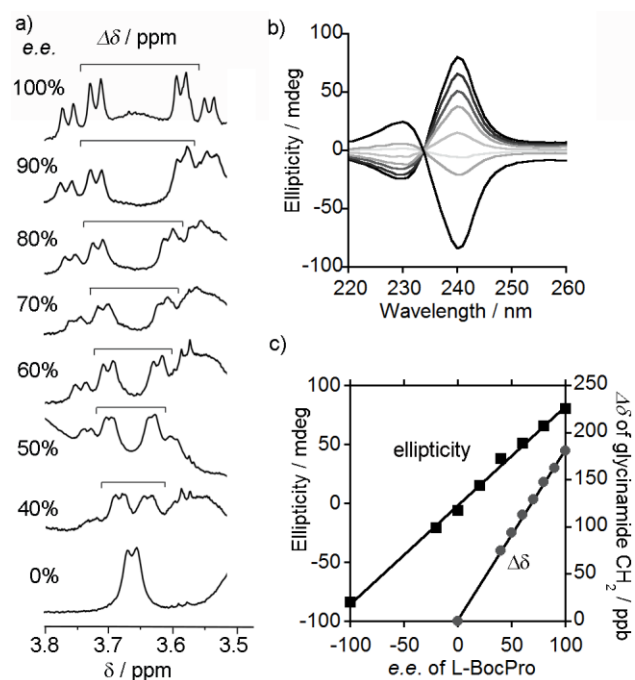 a)
e.e.
Δδ / ppm
100%
90%
80%
70%
60%
50%
40%
0%
3.8 3.7 3.6 3.5
δ / ppm
b)
Ellipticity / mdeg
100
50
0
-50
-100
220 230 240 250 260
Wavelength / nm
c)
Ellipticity / mdeg
100
50
0
-50
-100
ellipticity
Δδ
250
200
150
100
50
0
Δδ of glycinamide CH2 / ppb
-100 -50 0 50 100
e.e. of L-BocPro